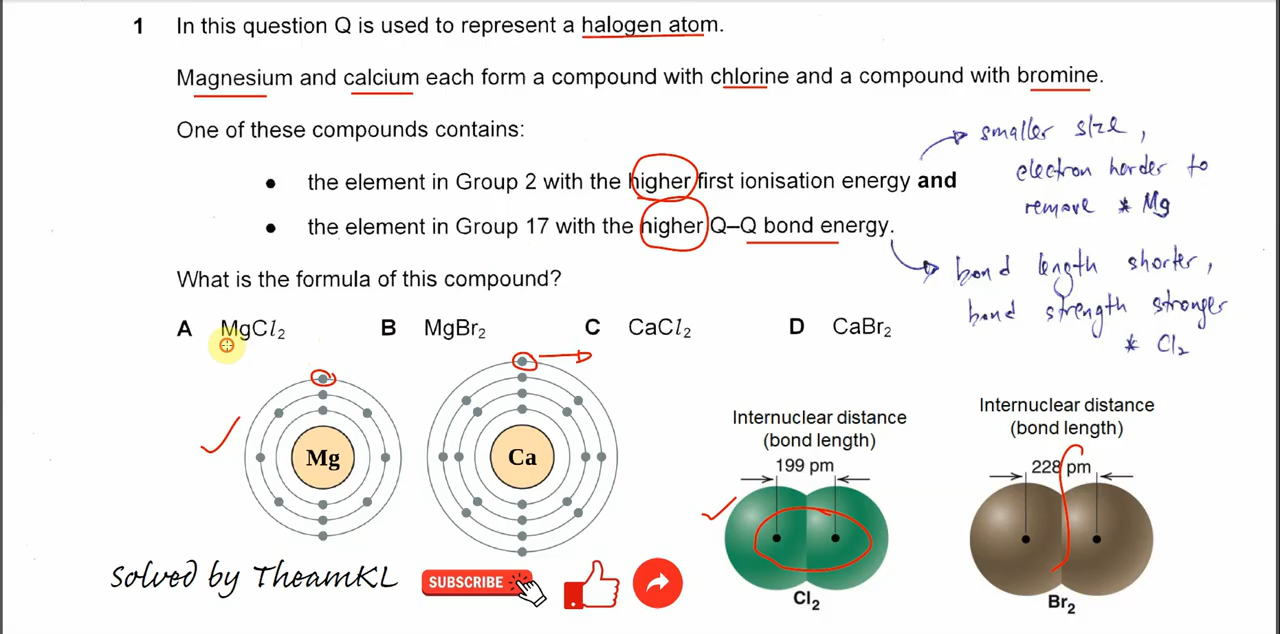 1 In this question Q is used to represent a halogen atom.
Magnesium and calcium each form a compound with chlorine and a compound with bromine.
One of these compounds contains:
• the element in Group 2 with the higher first ionisation energy and
• the element in Group 17 with the higher Q–Q bond energy.
smaller size,
electron horder to
remove * Mg
bond length shorter,
bond strength stronger
* Cl₂
What is the formula of this compound?
A MgCl₂ B MgBr₂ C CaCl₂ D CaBr₂
Mg
Ca
Internuclear distance
(bond length)
199 pm
Cl₂
Internuclear distance
(bond length)
228 pm
Br₂
Solved by TheamKL
SUBSCRIBE